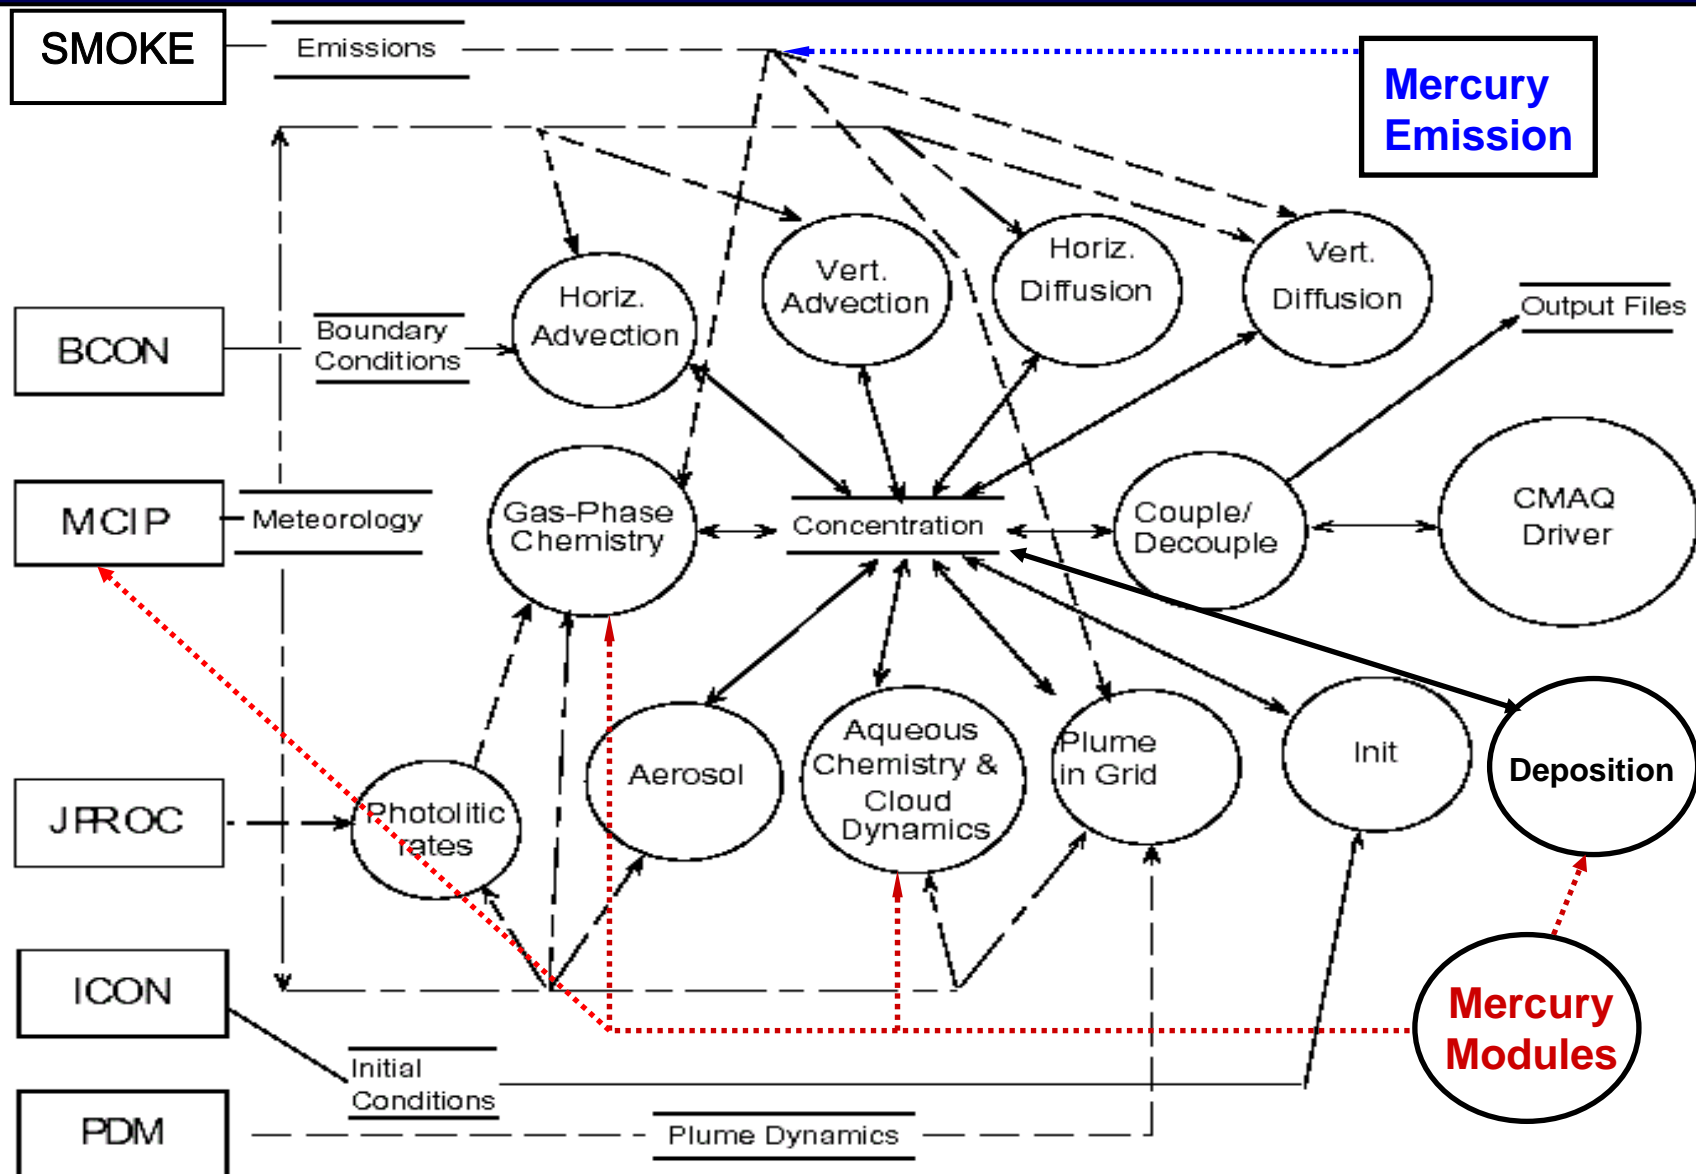 SMOKE
Emissions
Mercury
Emission
Horiz.
Advection
Vert.
Advection
Horiz.
Diffusion
Vert.
Diffusion
Output Files
BCON
Boundary
Conditions
MCIP
Meteorology
Gas-Phase
Chemistry
Concentration
Couple/
Decouple
CMAQ
Driver
JPROC
Photolitic
rates
Aerosol
Aqueous
Chemistry &
Cloud
Dynamics
Plume
in Grid
Init
Deposition
ICON
Initial
Conditions
Mercury
Modules
PDM
Plume Dynamics